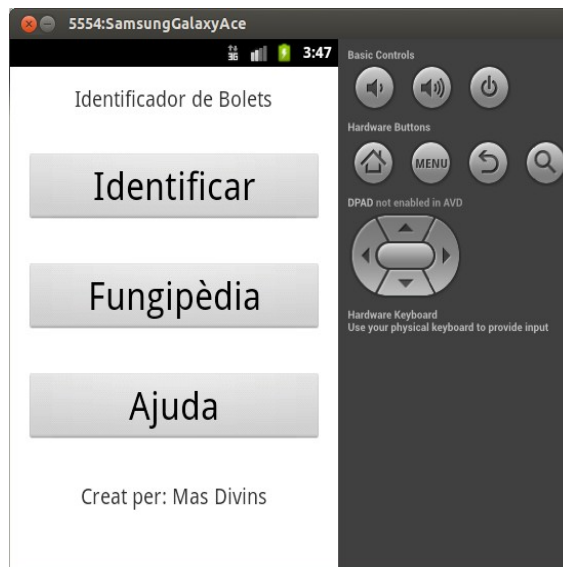 5554:SamsungGalaxyAce
3G 3:47
Identificador de Bolets
Identificar
Fungipèdia
Ajuda
Creat per: Mas Divins
Basic Controls
Hardware Buttons
MENU
DPAD not enabled in AVD
Hardware Keyboard
Use your physical keyboard to provide input